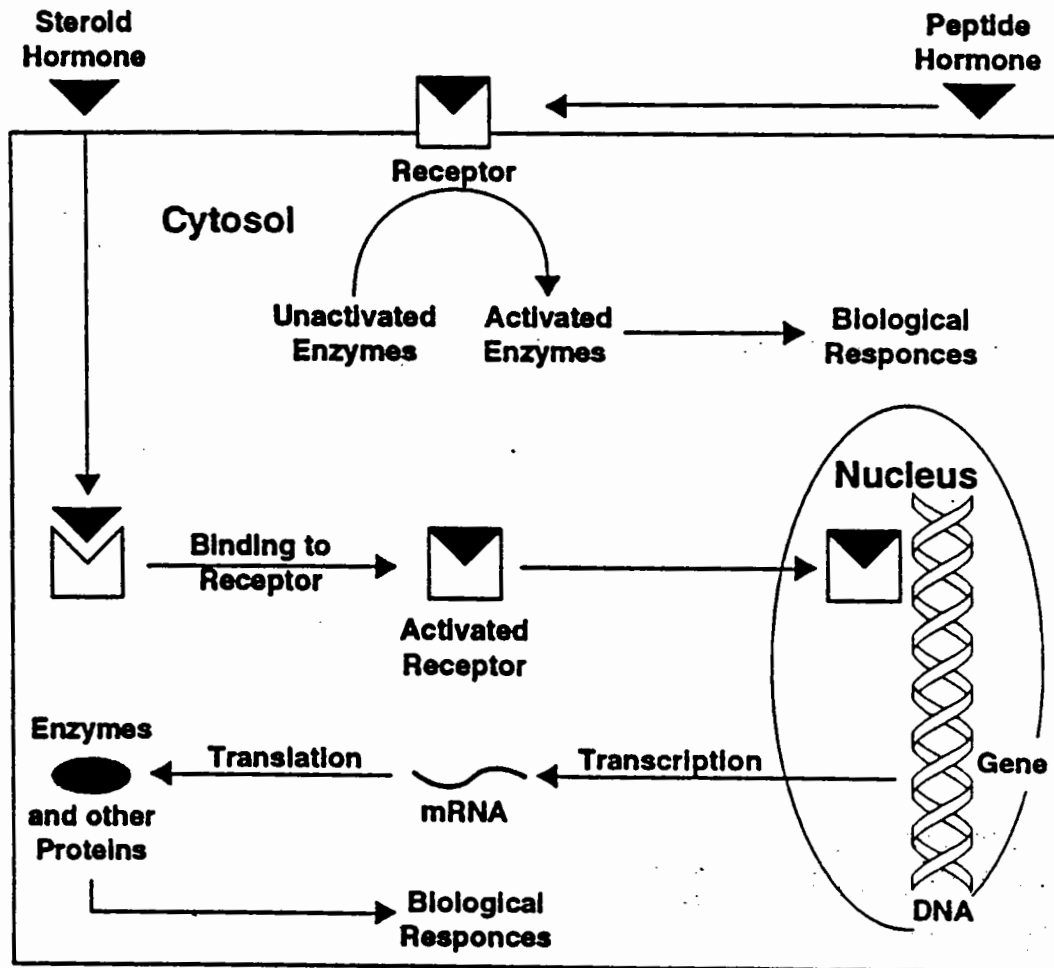 Steroid
Hormone
Peptide
Hormone
Receptor
Cytosol
Unactivated
Enzymes
Activated
Enzymes
Biological
Responces
Nucleus
Binding to
Receptor
Activated
Receptor
Enzymes
and other
Proteins
Translation
mRNA
Transcription
Gene
DNA
Biological
Responces